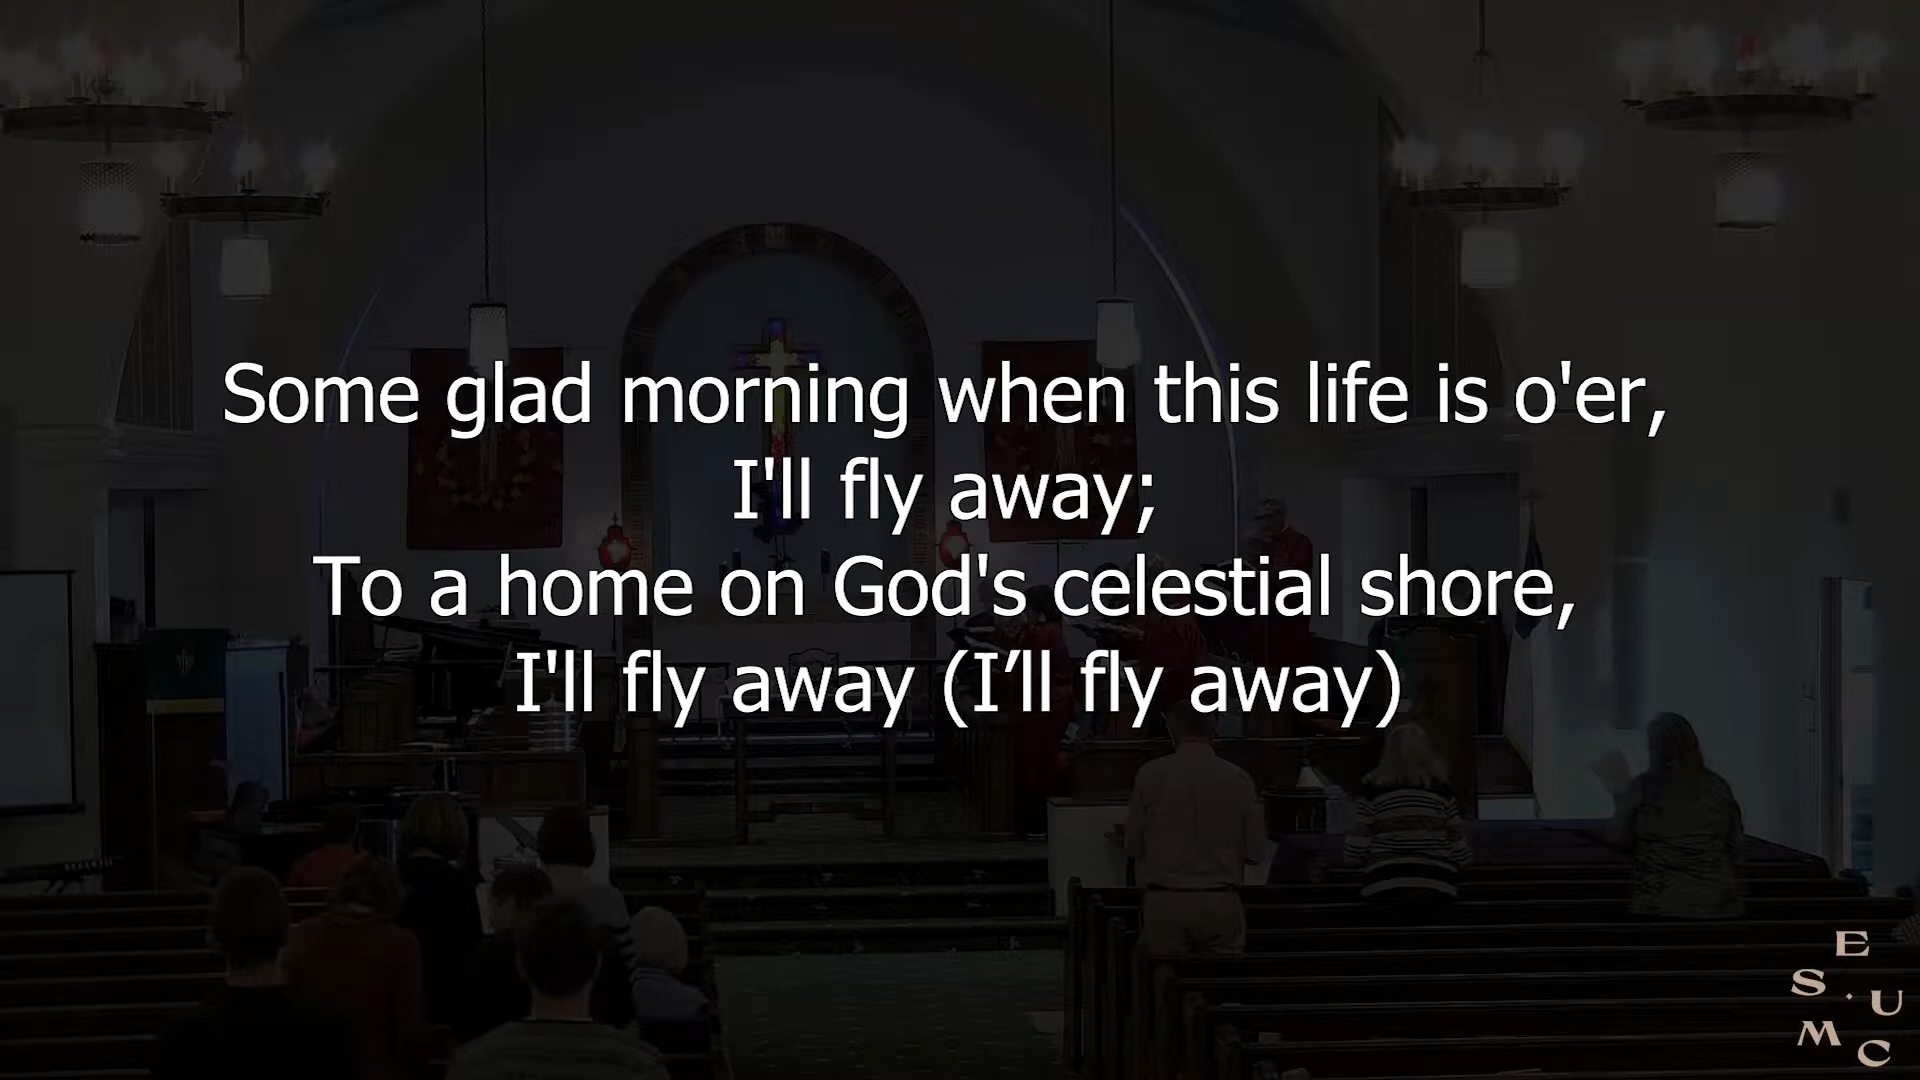 Some glad morning when this life is o'er,
I'll fly away;
To a home on God's celestial shore,
I'll fly away (I’ll fly away)
E
S · U
M C